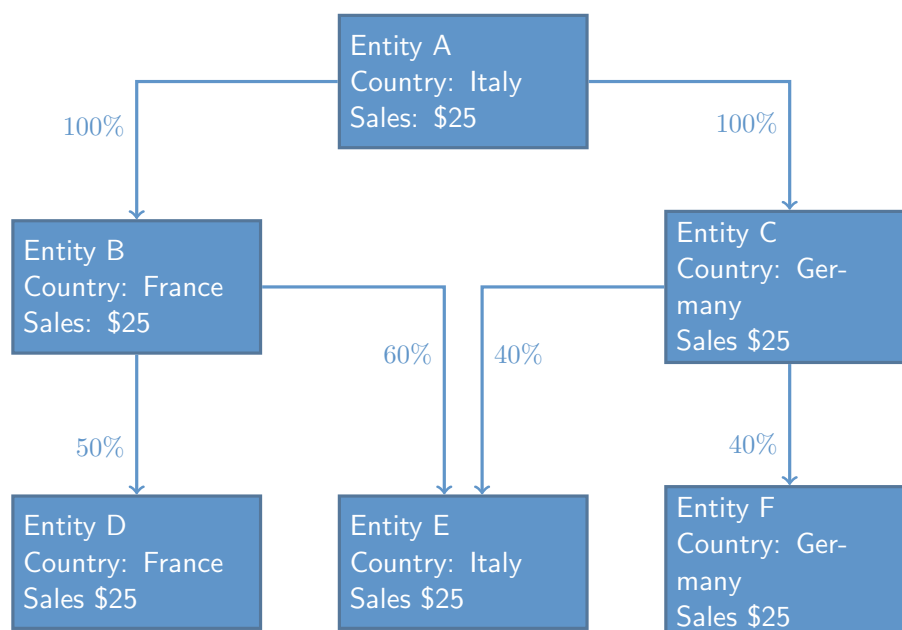 Entity A
Country: Italy
Sales: $25
100%
100%
Entity B
Country: France
Sales: $25
Entity C
Country: Ger-
many
Sales $25
60%
40%
50%
40%
Entity D
Country: France
Sales $25
Entity E
Country: Italy
Sales $25
Entity F
Country: Ger-
many
Sales $25